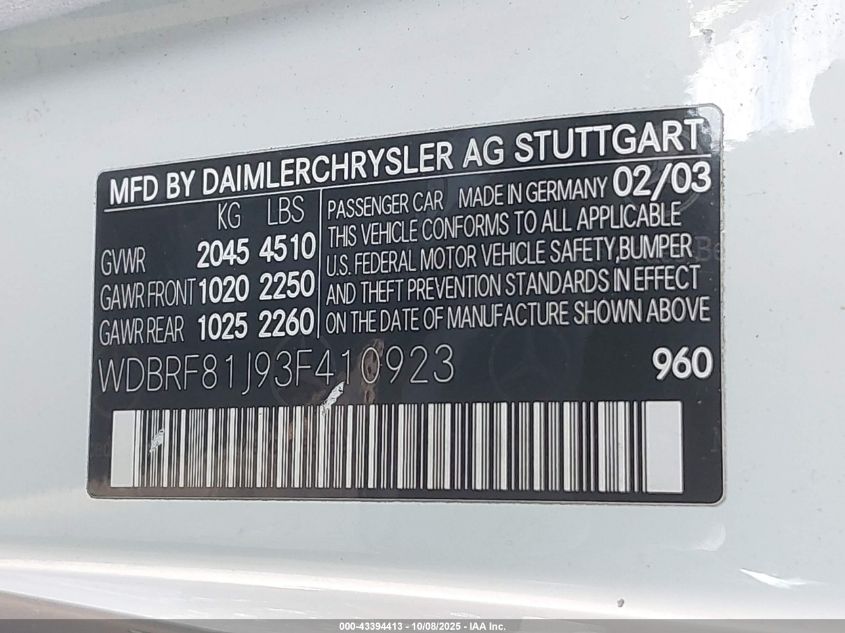 MFD BY DAIMLERCHRYSLER AG STUTTGART
KG LBS
GVWR 2045 4510
GAWR FRONT 1020 2250
GAWR REAR 1025 2260
PASSENGER CAR MADE IN GERMANY 02/03
THIS VEHICLE CONFORMS TO ALL APPLICABLE
U.S. FEDERAL MOTOR VEHICLE SAFETY,BUMPER
AND THEFT PREVENTION STANDARDS IN EFFECT
ON THE DATE OF MANUFACTURE SHOWN ABOVE
WDBRF81J93F410923 960
000-43394413 - 10/08/2025 - IAA Inc.